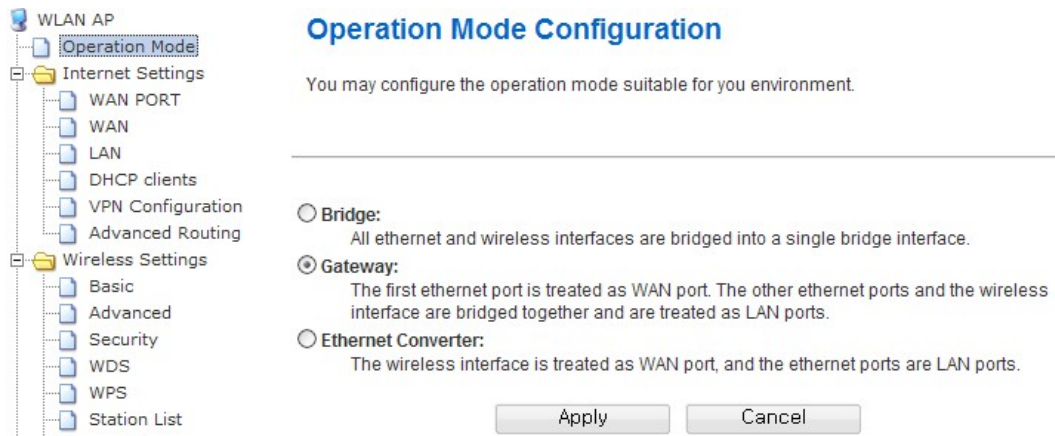 WLAN AP
Operation Mode
Internet Settings
WAN PORT
WAN
LAN
DHCP clients
VPN Configuration
Advanced Routing
Wireless Settings
Basic
Advanced
Security
WDS
WPS
Station List
Operation Mode Configuration
You may configure the operation mode suitable for you environment.
Bridge:
All ethernet and wireless interfaces are bridged into a single bridge interface.
Gateway:
The first ethernet port is treated as WAN port. The other ethernet ports and the wireless
interface are bridged together and are treated as LAN ports.
Ethernet Converter:
The wireless interface is treated as WAN port, and the ethernet ports are LAN ports.
Apply
Cancel